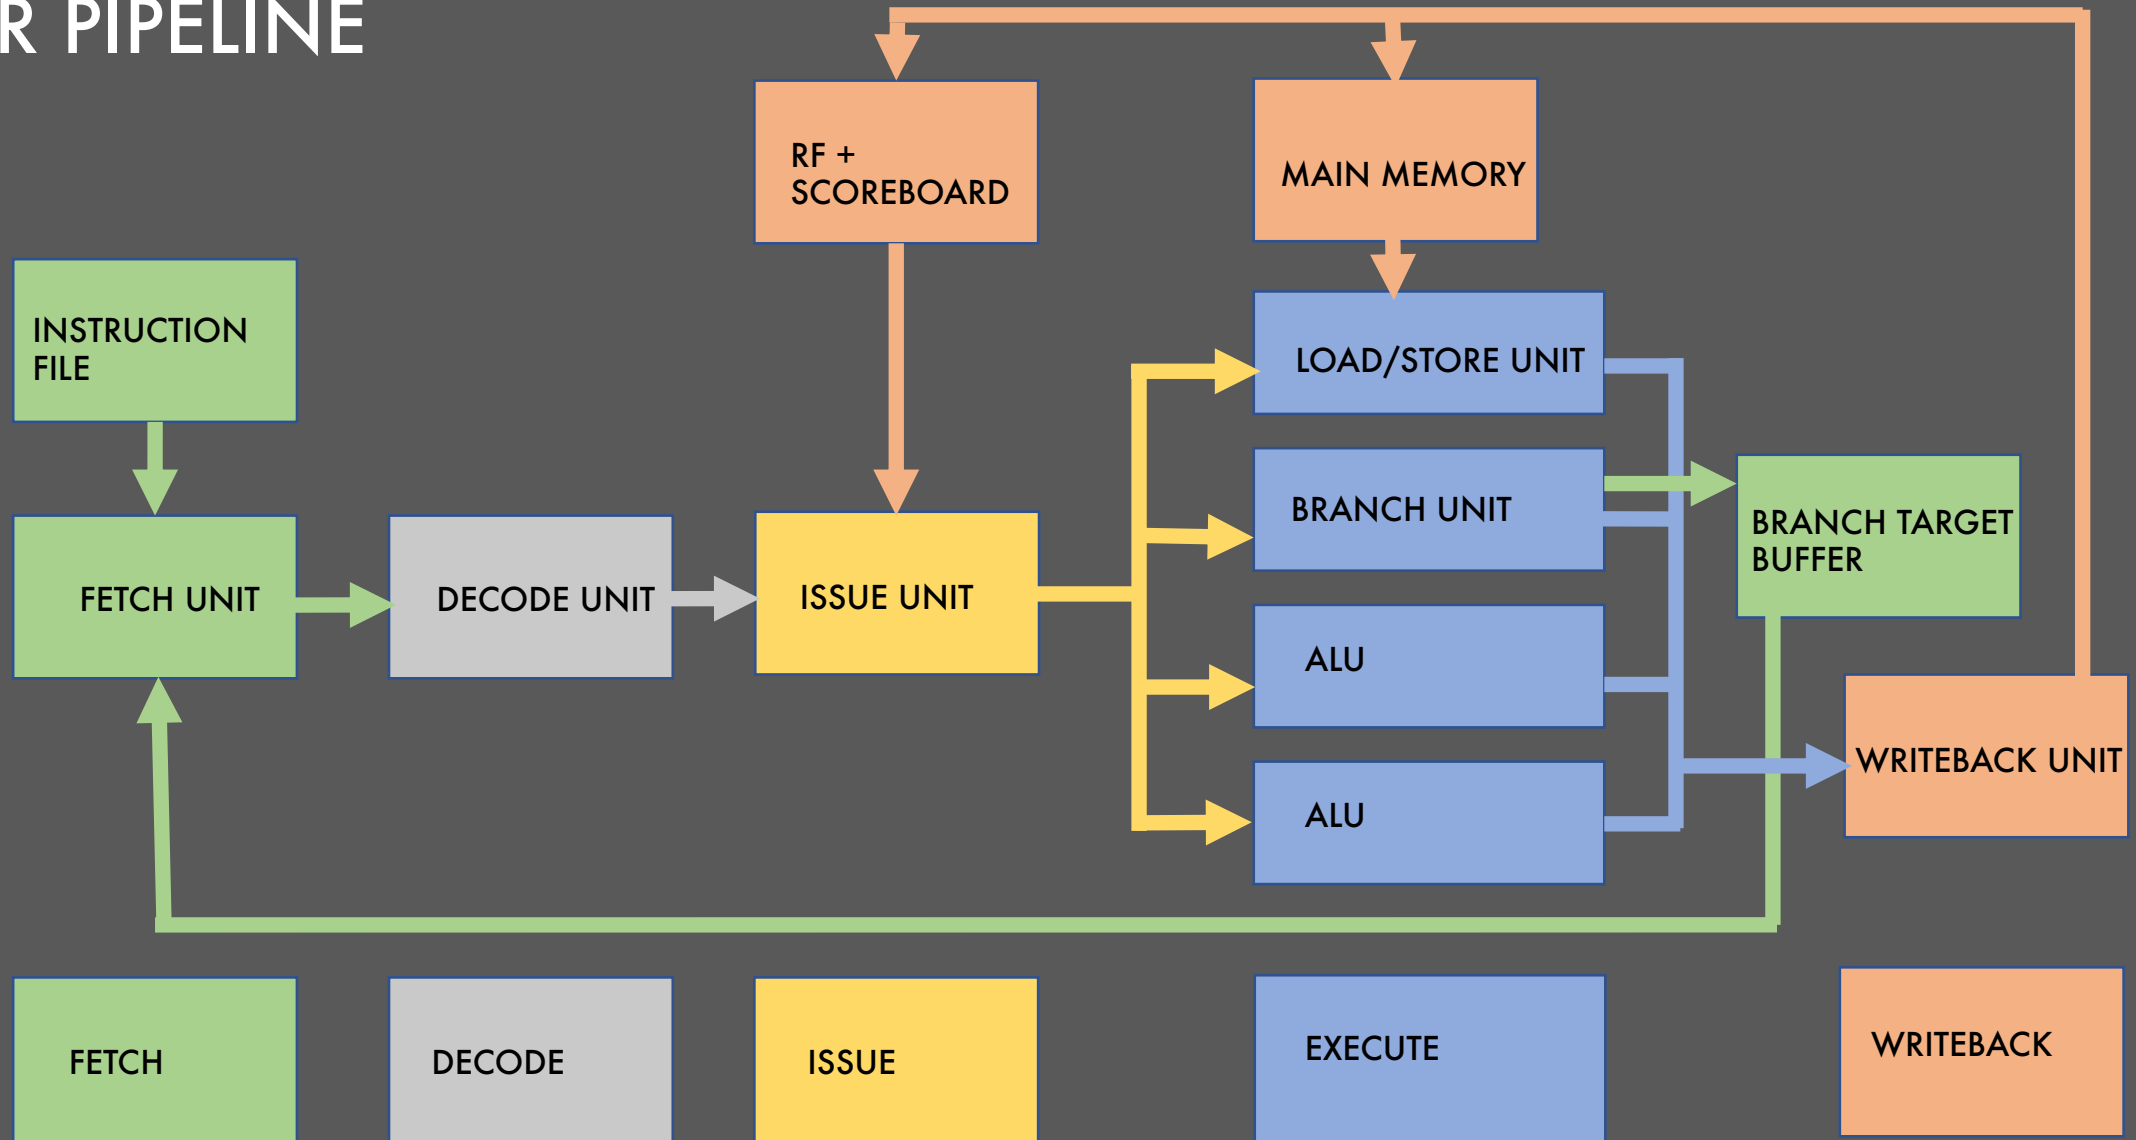 R PIPELINE
RF +
SCOREBOARD
MAIN MEMORY
INSTRUCTION
FILE
LOAD/STORE UNIT
BRANCH UNIT
BRANCH TARGET
BUFFER
FETCH UNIT
DECODE UNIT
ISSUE UNIT
ALU
WRITEBACK UNIT
ALU
FETCH
DECODE
ISSUE
EXECUTE
WRITEBACK